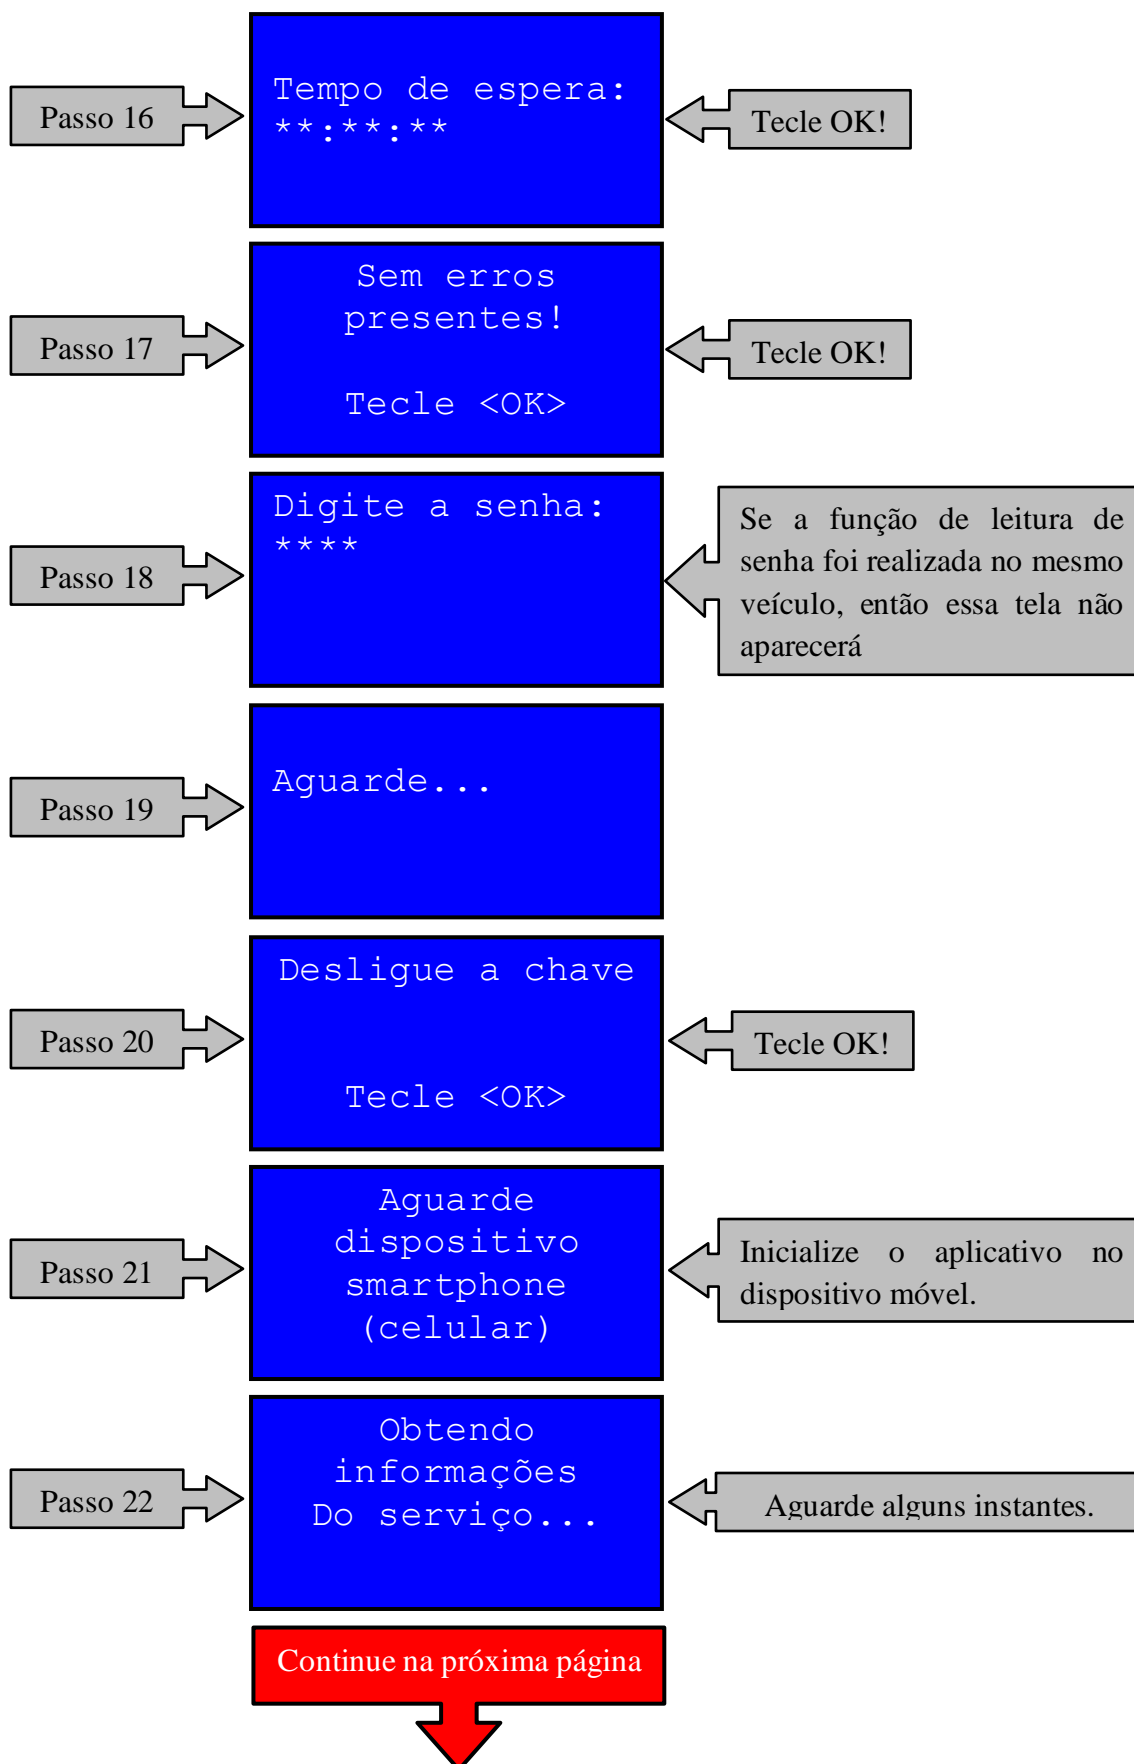 Passo 16
Tempo de espera:
**:**:**
Tecle OK!
Passo 17
Sem erros
presentes!
Tecle <OK>
Tecle OK!
Passo 18
Digite a senha:
****
Se a função de leitura de
senha foi realizada no mesmo
veículo, então essa tela não
aparecerá
Passo 19
Aguarde...
Passo 20
Desligue a chave
Tecle <OK>
Tecle OK!
Passo 21
Aguarde
dispositivo
smartphone
(celular)
Inicialize o aplicativo no
dispositivo móvel.
Passo 22
Obtendo
informações
Do serviço...
Aguarde alguns instantes.
Continue na próxima página